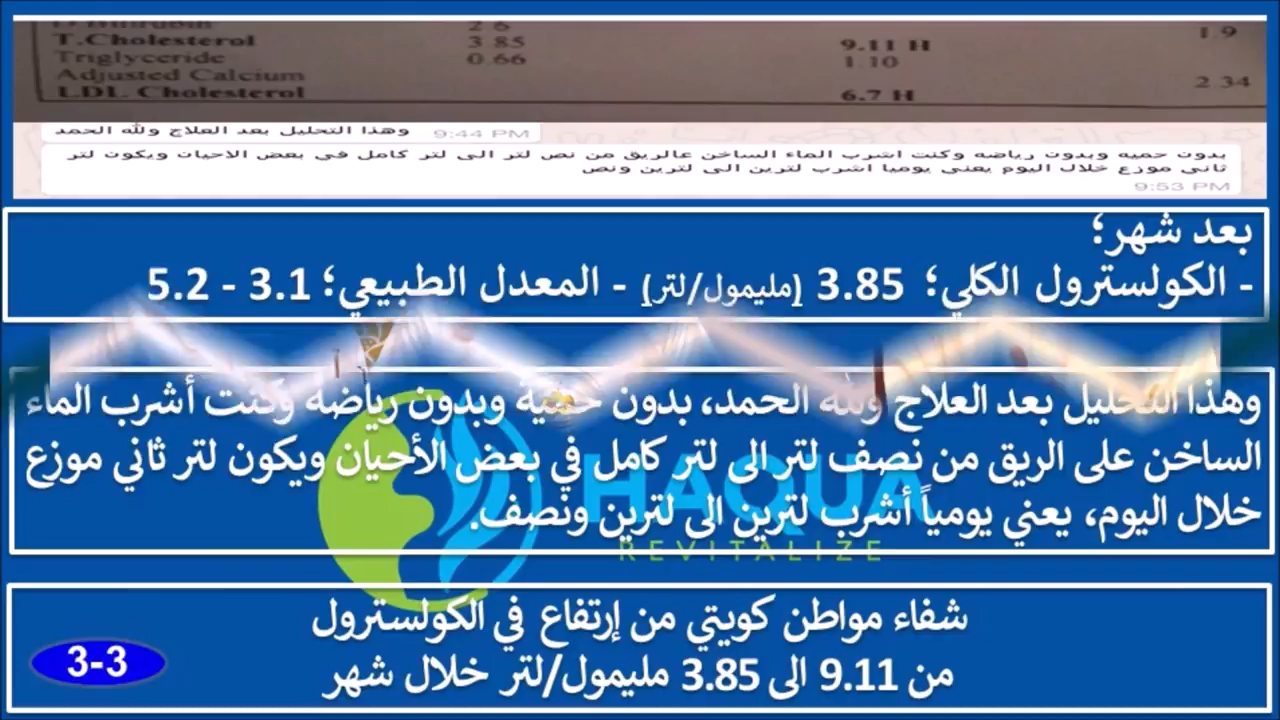 2.6 1.9
T.Cholesterol 3.85 9.11 H
Triglyceride 0.66 1.10
Adjusted Calcium 2.34
LDL Cholesterol 6.7 H
وهذا التحليل بعد العلاج ولله الحمد 9:44 PM
بدون حميه وبدون رياضه وكنت اشرب الماء الساخن عالريق من نص لتر الى لتر كامل في بعض الاحيان ويكون لتر
ثاني موزع خلال اليوم يعني يوميا اشرب لترين الى لترين ونص
9:53 PM
بعد شهر؛
- الكولسترول الكلي؛ 3.85 (مليمول/لتر) - المعدل الطبيعي؛ 3.1 - 5.2
وهذا التحليل بعد العلاج ولله الحمد، بدون حمية وبدون رياضه وكنت أشرب الماء
الساخن على الريق من نصف لتر الى لتر كامل في بعض الأحيان ويكون لتر ثاني موزع
خلال اليوم، يعني يومياً أشرب لترين الى لترين ونصف.
HAQUA
REVITALIZE
شفاء مواطن كويتي من إرتفاع في الكولسترول
من 9.11 الى 3.85 مليمول/لتر خلال شهر
3-3